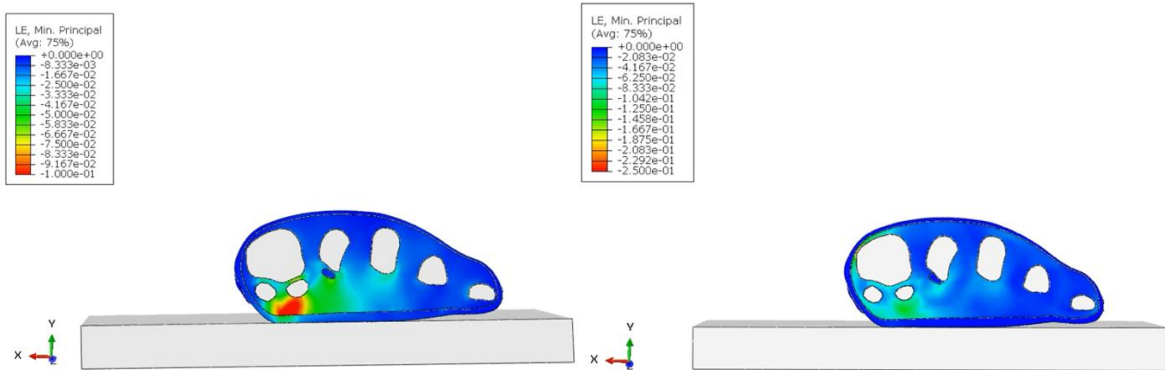 LE, Min. Principal
(Avg: 75%)
+0.000e+00
-8.333e-03
-1.667e-02
-2.500e-02
-3.333e-02
-4.167e-02
-5.000e-02
-5.833e-02
-6.667e-02
-7.500e-02
-8.333e-02
-9.167e-02
-1.000e-01
Y
X
LE, Min. Principal
(Avg: 75%)
+0.000e+00
-2.083e-02
-4.167e-02
-6.250e-02
-8.333e-02
-1.042e-01
-1.250e-01
-1.458e-01
-1.667e-01
-1.875e-01
-2.083e-01
-2.292e-01
-2.500e-01
Y
X